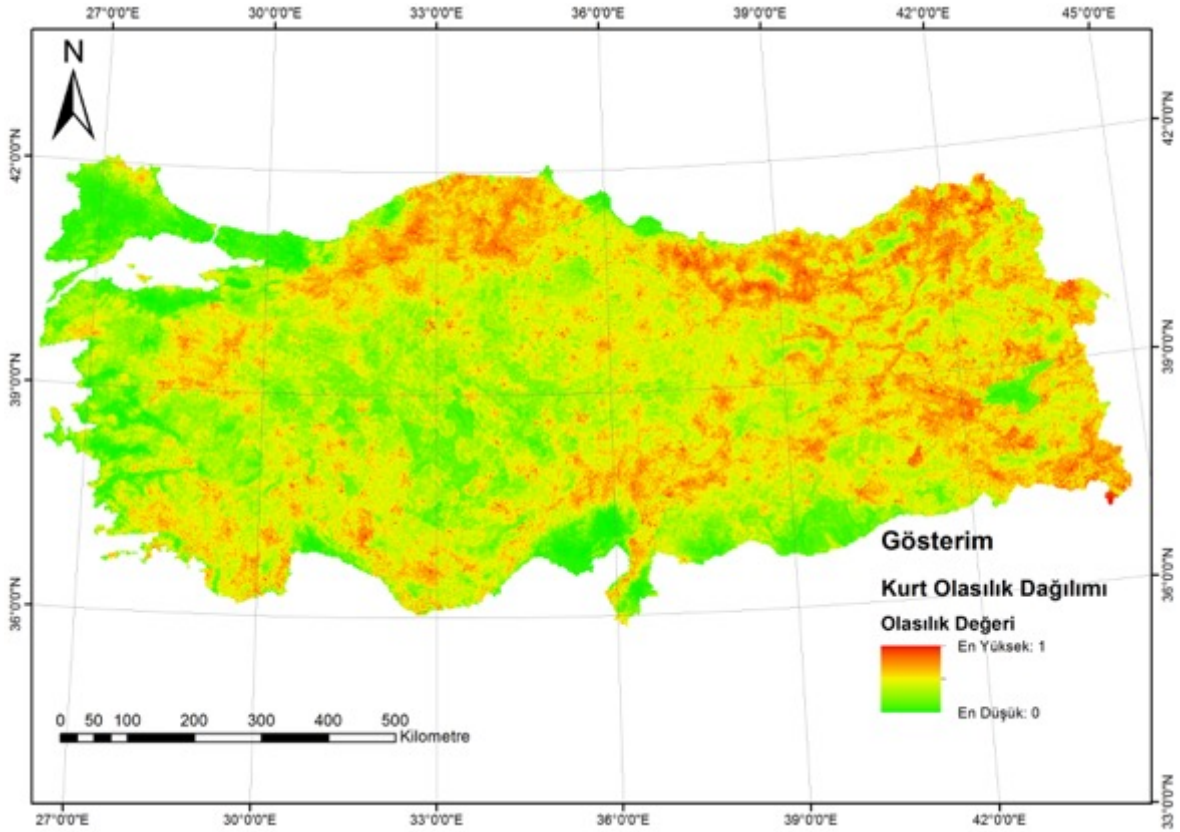 27°0'0"E 30°0'0"E 33°0'0"E 36°0'0"E 39°0'0"E 42°0'0"E 45°0'0"E
N
42°0'0"N
42°0'0"N
39°0'0"N
39°0'0"N
36°0'0"N
36°0'0"N
33°0'0"N
Gösterim
Kurt Olasılık Dağılımı
Olasılık Değeri
En Yüksek: 1
En Düşük: 0
0 50 100 200 300 400 500
Kilometre
27°0'0"E 30°0'0"E 33°0'0"E 36°0'0"E 39°0'0"E 42°0'0"E